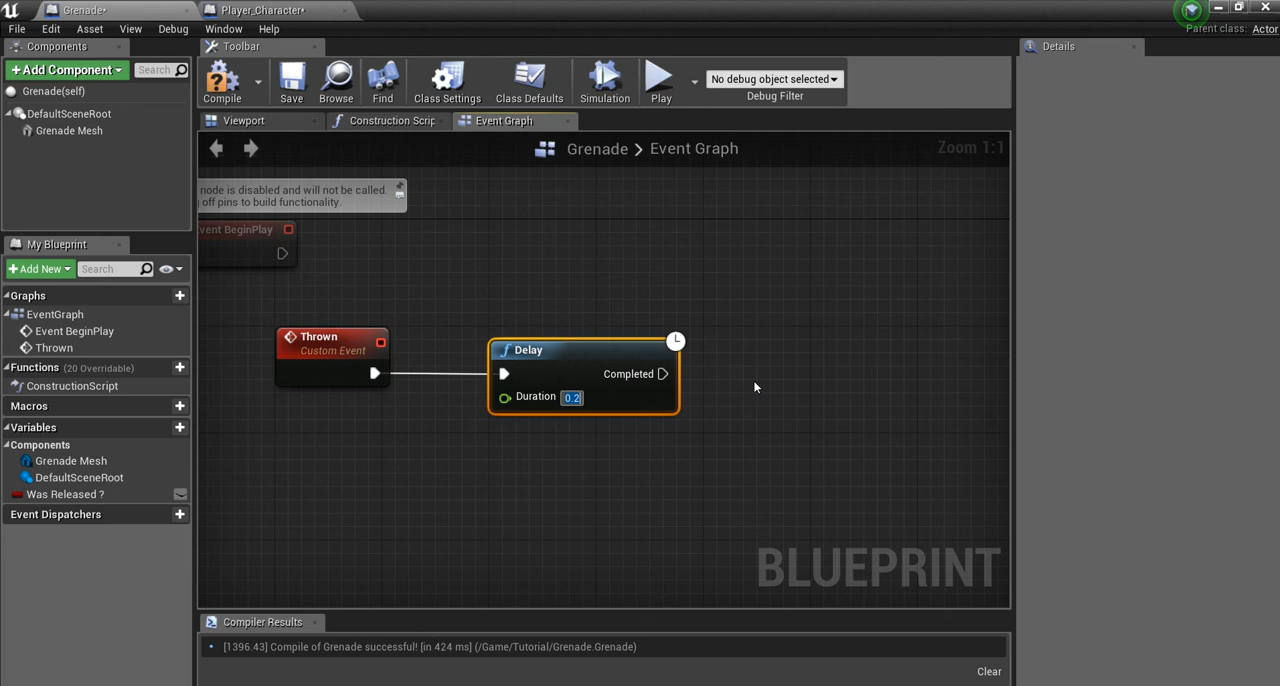 Grenade*
Player_Character*
File Edit Asset View Debug Window Help
Parent class: Actor
Components
Toolbar
Details
+Add Component
Search
Grenade(self)
DefaultSceneRoot
Grenade Mesh
Compile
Save
Browse
Find
Class Settings
Class Defaults
Simulation
Play
No debug object selected
Debug Filter
Viewport
Construction Scrip
Event Graph
Grenade > Event Graph
Zoom 1:1
node is disabled and will not be called.
off pins to build functionality.
vent BeginPlay
Thrown
Custom Event
Delay
Completed
Duration 0.2
BLUEPRINT
My Blueprint
+Add New
Search
Graphs
EventGraph
Event BeginPlay
Thrown
Functions (20 Overridable)
ConstructionScript
Macros
Variables
Components
Grenade Mesh
DefaultSceneRoot
Was Released ?
Event Dispatchers
Compiler Results
[1396.43] Compile of Grenade successful! [in 424 ms] (/Game/Tutorial/Grenade.Grenade)
Clear